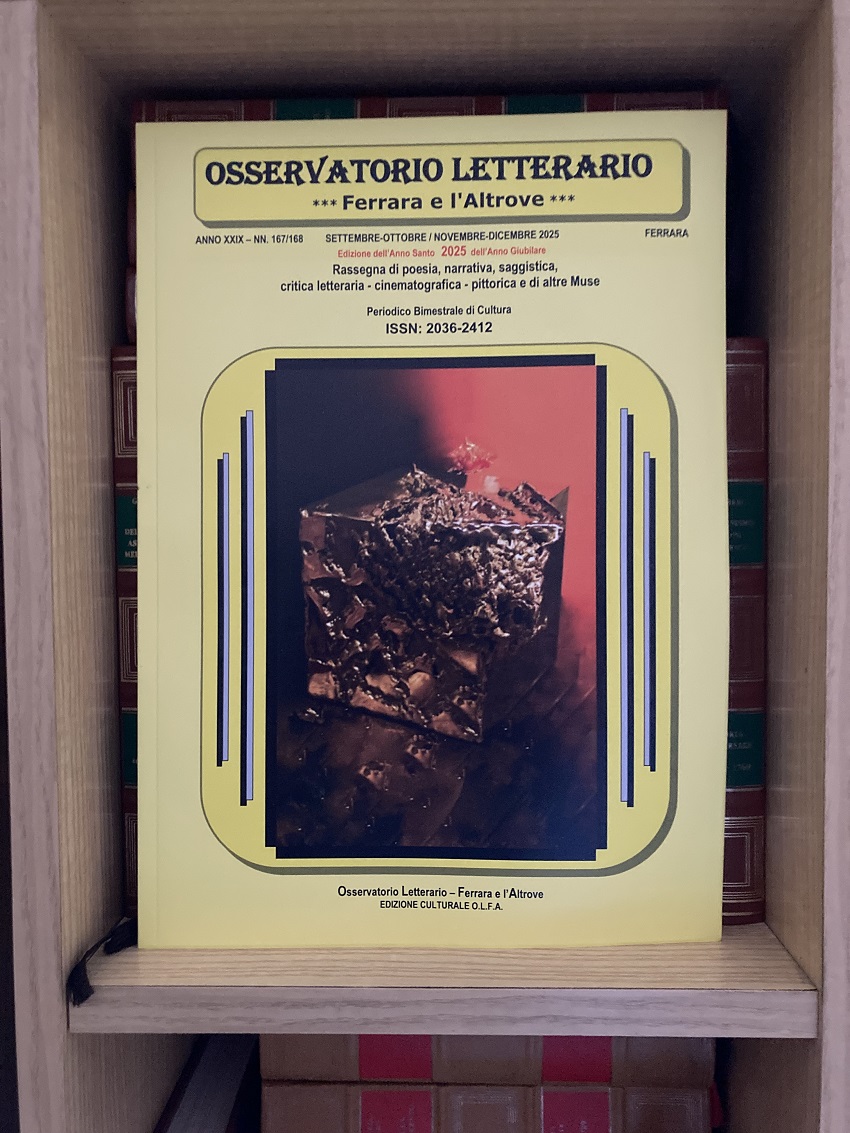 OSSERVATORIO LETTERARIO
*** Ferrara e l'Altrove ***
ANNO XXIX – NN. 167/168 SETTEMBRE-OTTOBRE / NOVEMBRE-DICEMBRE 2025 FERRARA
Edizione dell'Anno Santo 2025 dell'Anno Giubilare
Rassegna di poesia, narrativa, saggistica,
critica letteraria - cinematografica - pittorica e di altre Muse
Periodico Bimestrale di Cultura
ISSN: 2036-2412
Osservatorio Letterario – Ferrara e l'Altrove
EDIZIONE CULTURALE O.L.F.A.